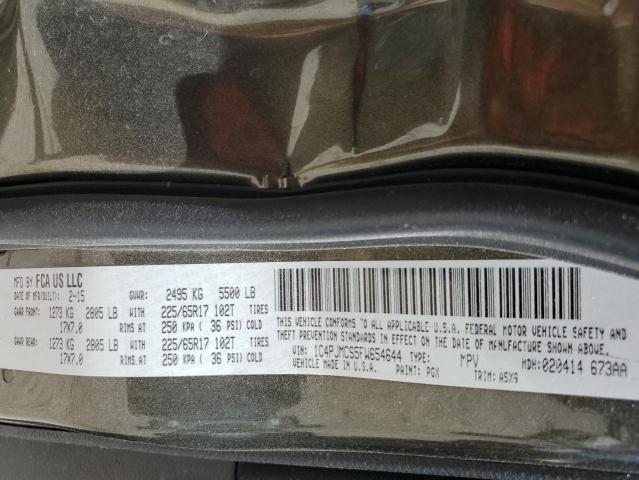 MFD BY FCA US LLC
DATE OF MFR(BUILT): 2-15 GVWR: 2495 KG 5500 LB
GAWR FRONT: 1273 KG 2805 LB WITH 225/65R17 102T TIRES
17X7.0 RIMS AT 250 KPA ( 36 PSI) COLD
GAWR REAR: 1273 KG 2805 LB WITH 225/65R17 102T TIRES
17X7.0 RIMS AT 250 KPA ( 36 PSI) COLD
THIS VEHICLE CONFORMS TO ALL APPLICABLE U.S.A. FEDERAL MOTOR VEHICLE SAFETY AND
THEFT PREVENTION STANDARDS IN EFFECT ON THE DATE OF MFR SHOWN ABOVE.
VIN: 1C4PJMCS5FW654644 TYPE: MPV MDH: 020414 673AA
VEHICLE MADE IN U.S.A. PAINT: PGX TRIM: A5X9